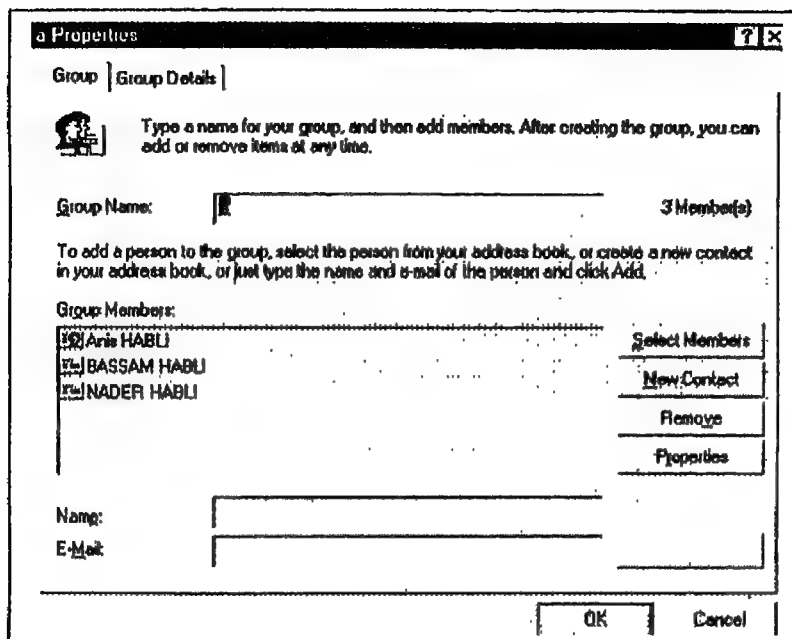 a Properties
Group Group Details
Type a name for your group, and then add members. After creating the group, you can
add or remove items at any time.
Group Name: 3 Member(s)
To add a person to the group, select the person from your address book, or create a new contact
in your address book, or just type the name and e-mail of the person and click Add.
Group Members:
Anis HABLI
Select Members
BASSAM HABLI
New Contact
NADER HABLI
Remove
Properties
Name:
E-Mail:
OK Cancel